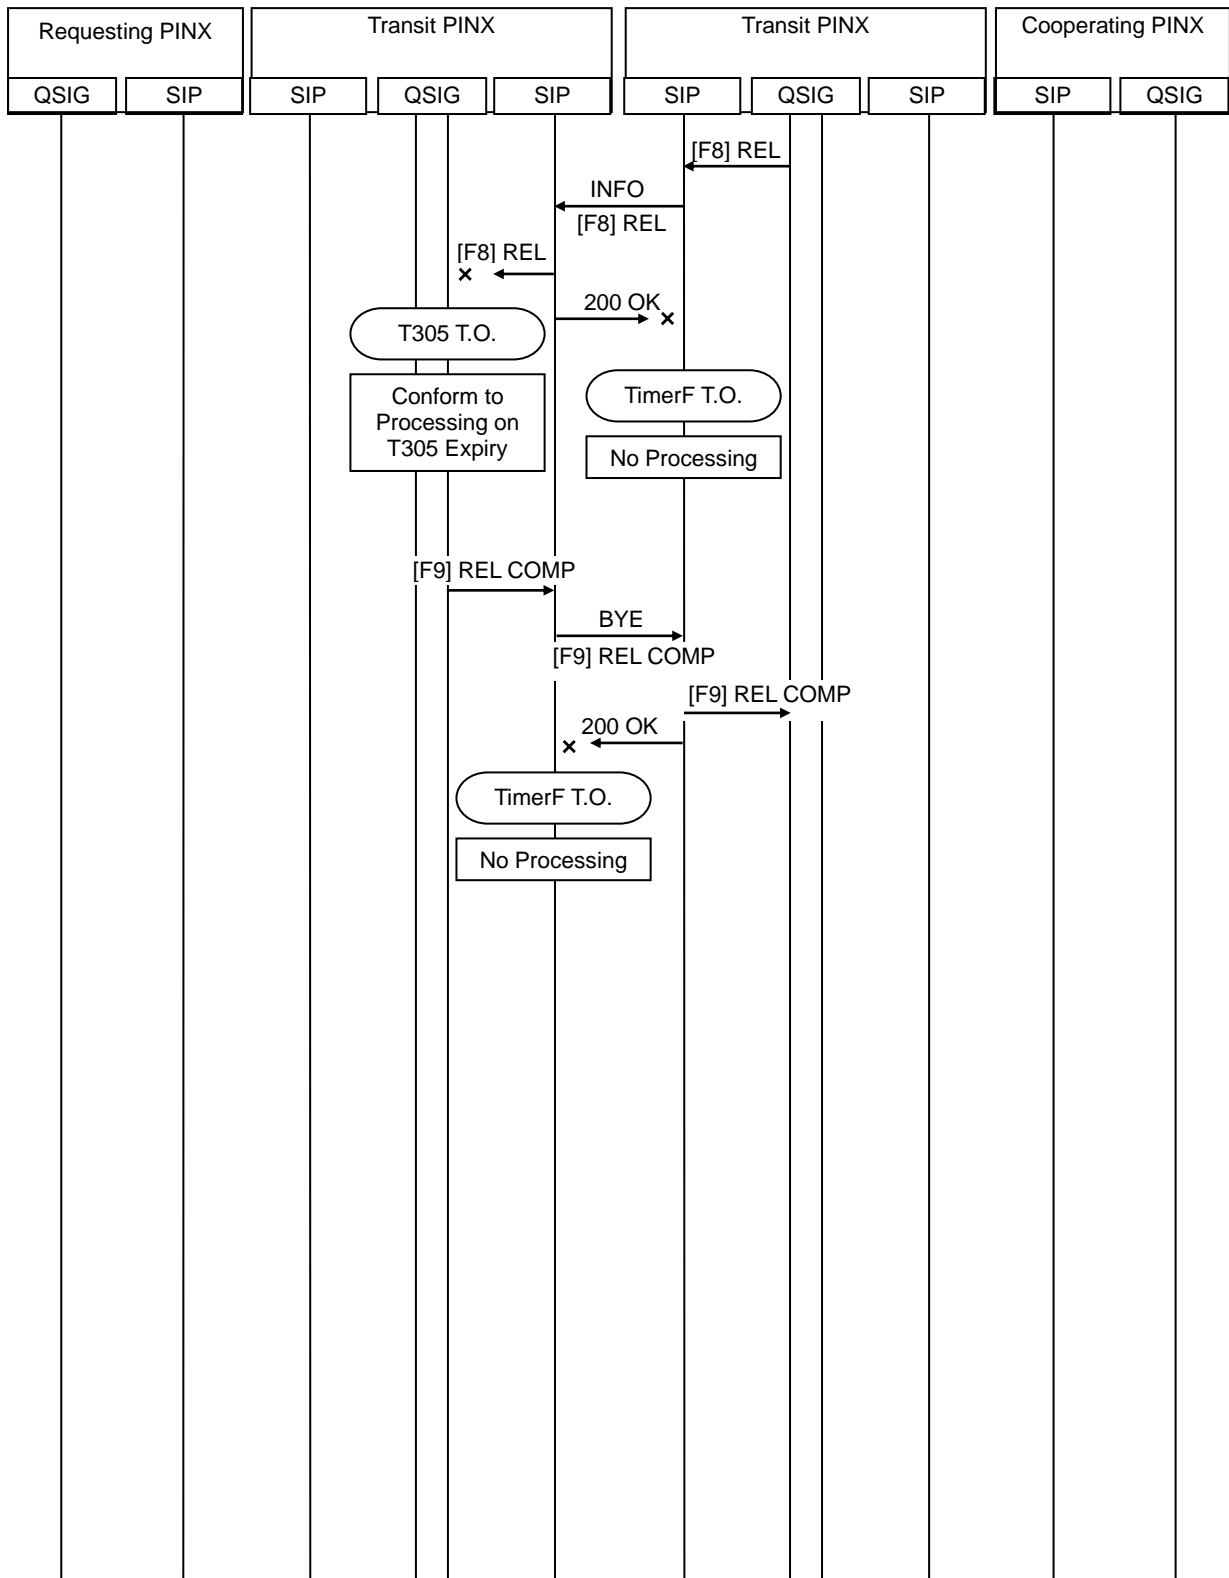 Requesting PINX
Transit PINX
Transit PINX
Cooperating PINX
QSIG
SIP
SIP
QSIG
SIP
SIP
QSIG
SIP
SIP
QSIG
[F8] REL
INFO
[F8] REL
[F8] REL
200 OK
T305 T.O.
Conform to
Processing on
T305 Expiry
TimerF T.O.
No Processing
[F9] REL COMP
BYE
[F9] REL COMP
[F9] REL COMP
200 OK
TimerF T.O.
No Processing